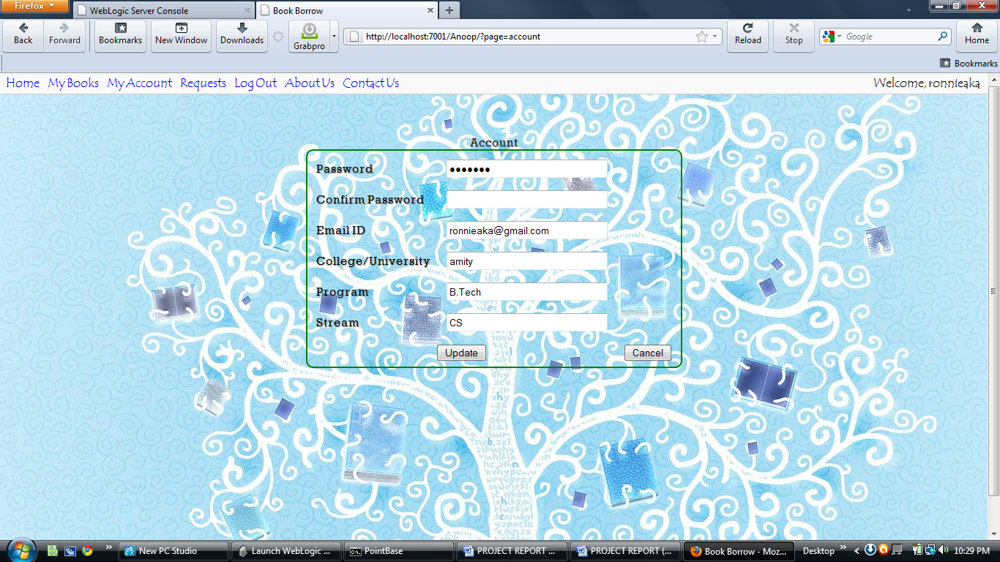 Firefox
WebLogic Server Console
Book Borrow
Back
Forward
Bookmarks
New Window
Downloads
Grabpro
http://localhost:7001/Anoop/?page=account
Reload
Stop
Google
Home
Bookmarks
Home My Books My Account Requests Log Out About Us Contact Us
Welcome, ronnieaka
Account
Password •••••••
Confirm Password
Email ID ronnieaka@gmail.com
College/University amity
Program B.Tech
Stream CS
Update Cancel
New PC Studio
Launch WebLogic ...
PointBase
PROJECT REPORT ...
PROJECT REPORT (...
Book Borrow - Moz...
Desktop
10:29 PM